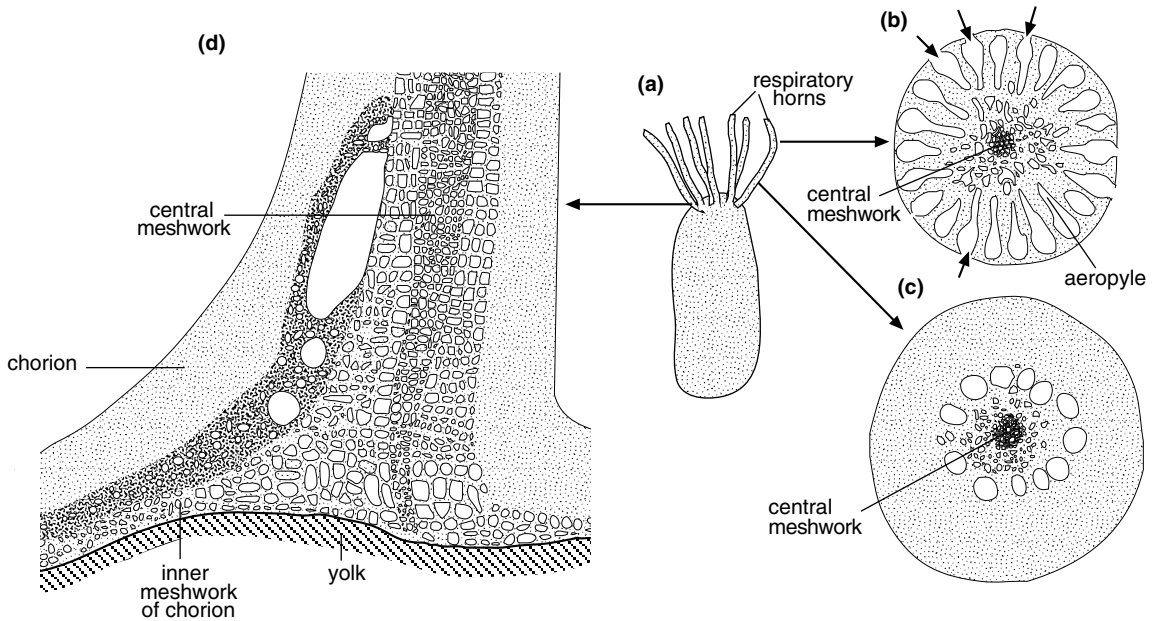 (d)
central
meshwork
chorion
inner
meshwork
of chorion
yolk
(a)
respiratory
horns
(b)
central
meshwork
aeropyle
(c)
central
meshwork